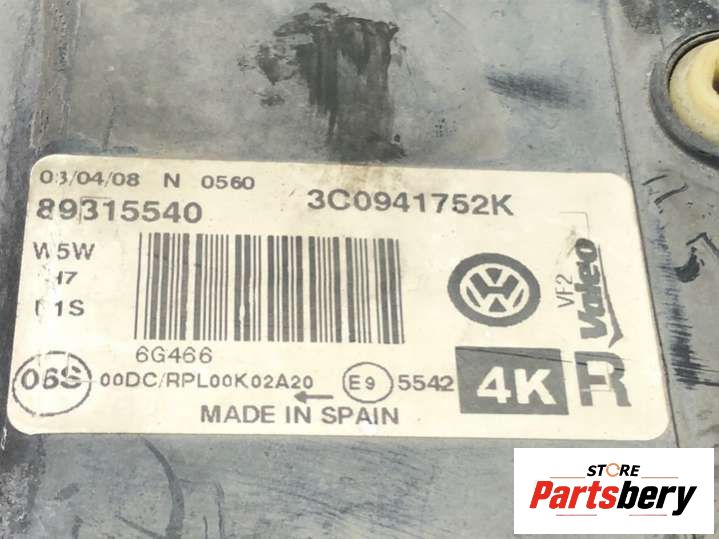 03/04/08 N 0560
89315540 3C0941752K
W5W
H7
D1S
6G466
VF2
Valeo
06S 00DC/RPL00K02A20 E9 5542 4K R
MADE IN SPAIN
STORE
Partsbery